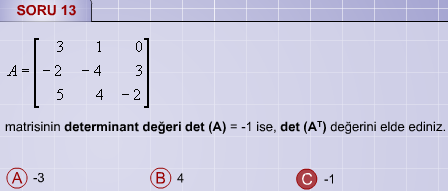 SORU 13
3 1 0
A = - 2 - 4 3
5 4 - 2
matrisinin determinant değeri det (A) = -1 ise, det (Aᵀ) değerini elde ediniz.
A -3 B 4 C -1